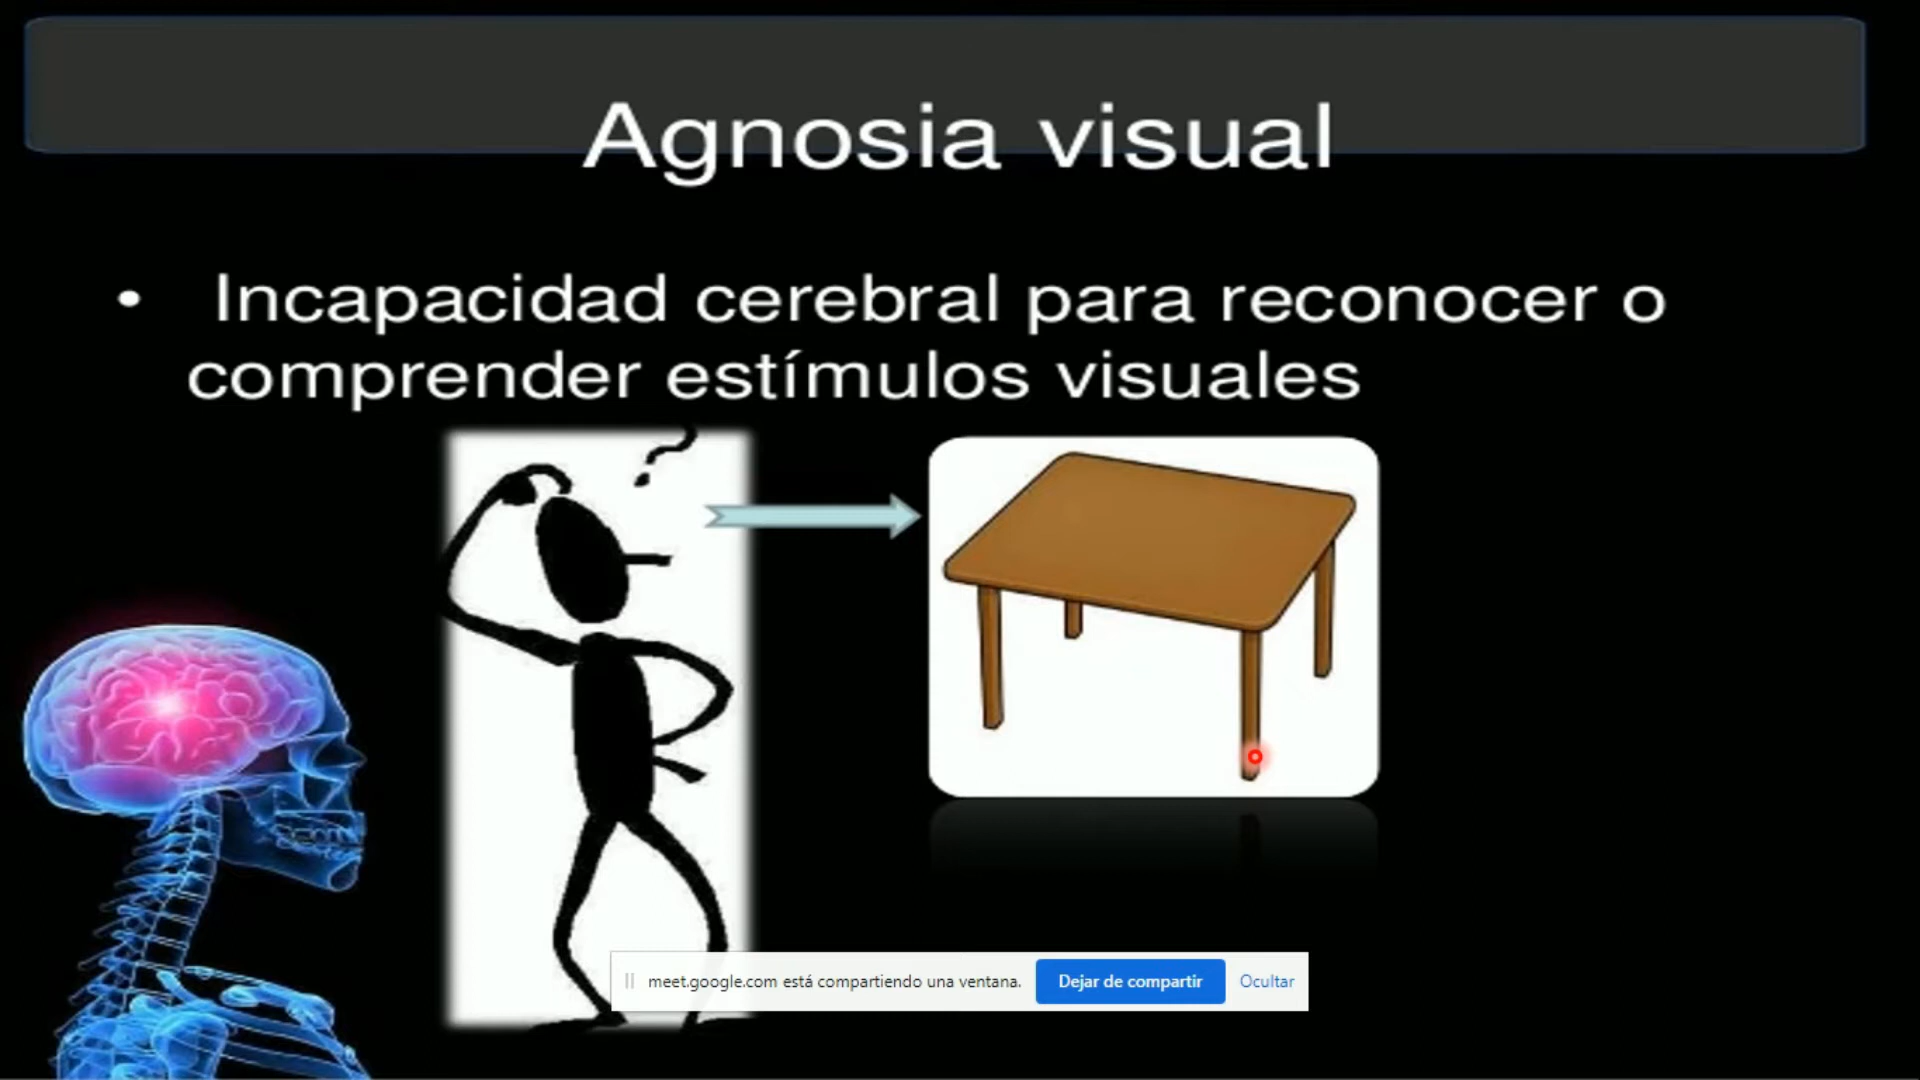 Agnosia visual
• Incapacidad cerebral para reconocer o
comprender estímulos visuales
?
meet.google.com está compartiendo una ventana. Dejar de compartir Ocultar